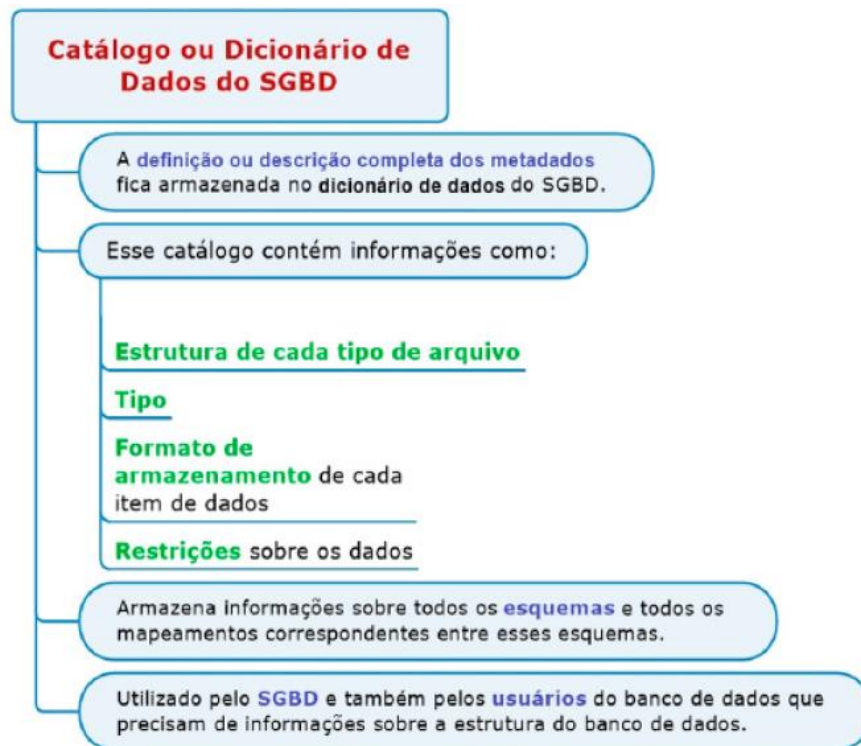 Catálogo ou Dicionário de
Dados do SGBD
A definição ou descrição completa dos metadados
fica armazenada no dicionário de dados do SGBD.
Esse catálogo contém informações como:
Estrutura de cada tipo de arquivo
Tipo
Formato de
armazenamento de cada
item de dados
Restrições sobre os dados
Armazena informações sobre todos os esquemas e todos os
mapeamentos correspondentes entre esses esquemas.
Utilizado pelo SGBD e também pelos usuários do banco de dados que
precisam de informações sobre a estrutura do banco de dados.